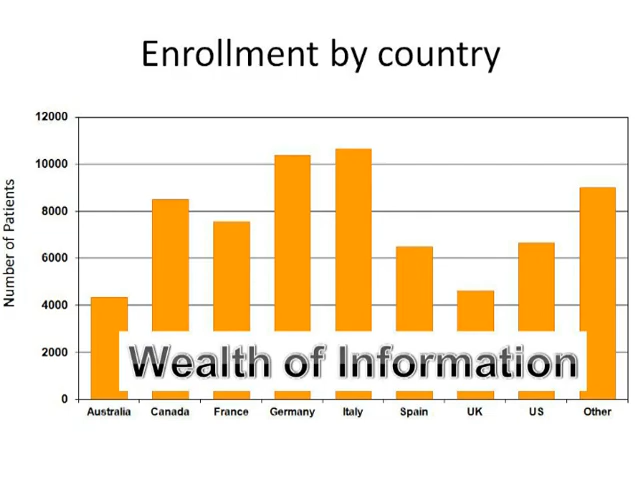 Enrollment by country
Number of Patients
12000
10000
8000
6000
4000
2000
0
Australia Canada France Germany Italy Spain UK US Other
Wealth of Information